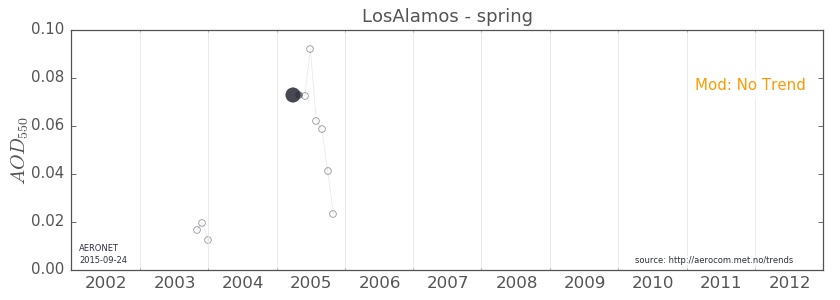 LosAlamos - spring
0.10
0.08
0.06
0.04
0.02
0.00
AOD550
Mod: No Trend
AERONET
2015-09-24
source: http://aerocom.met.no/trends
2002 2003 2004 2005 2006 2007 2008 2009 2010 2011 2012